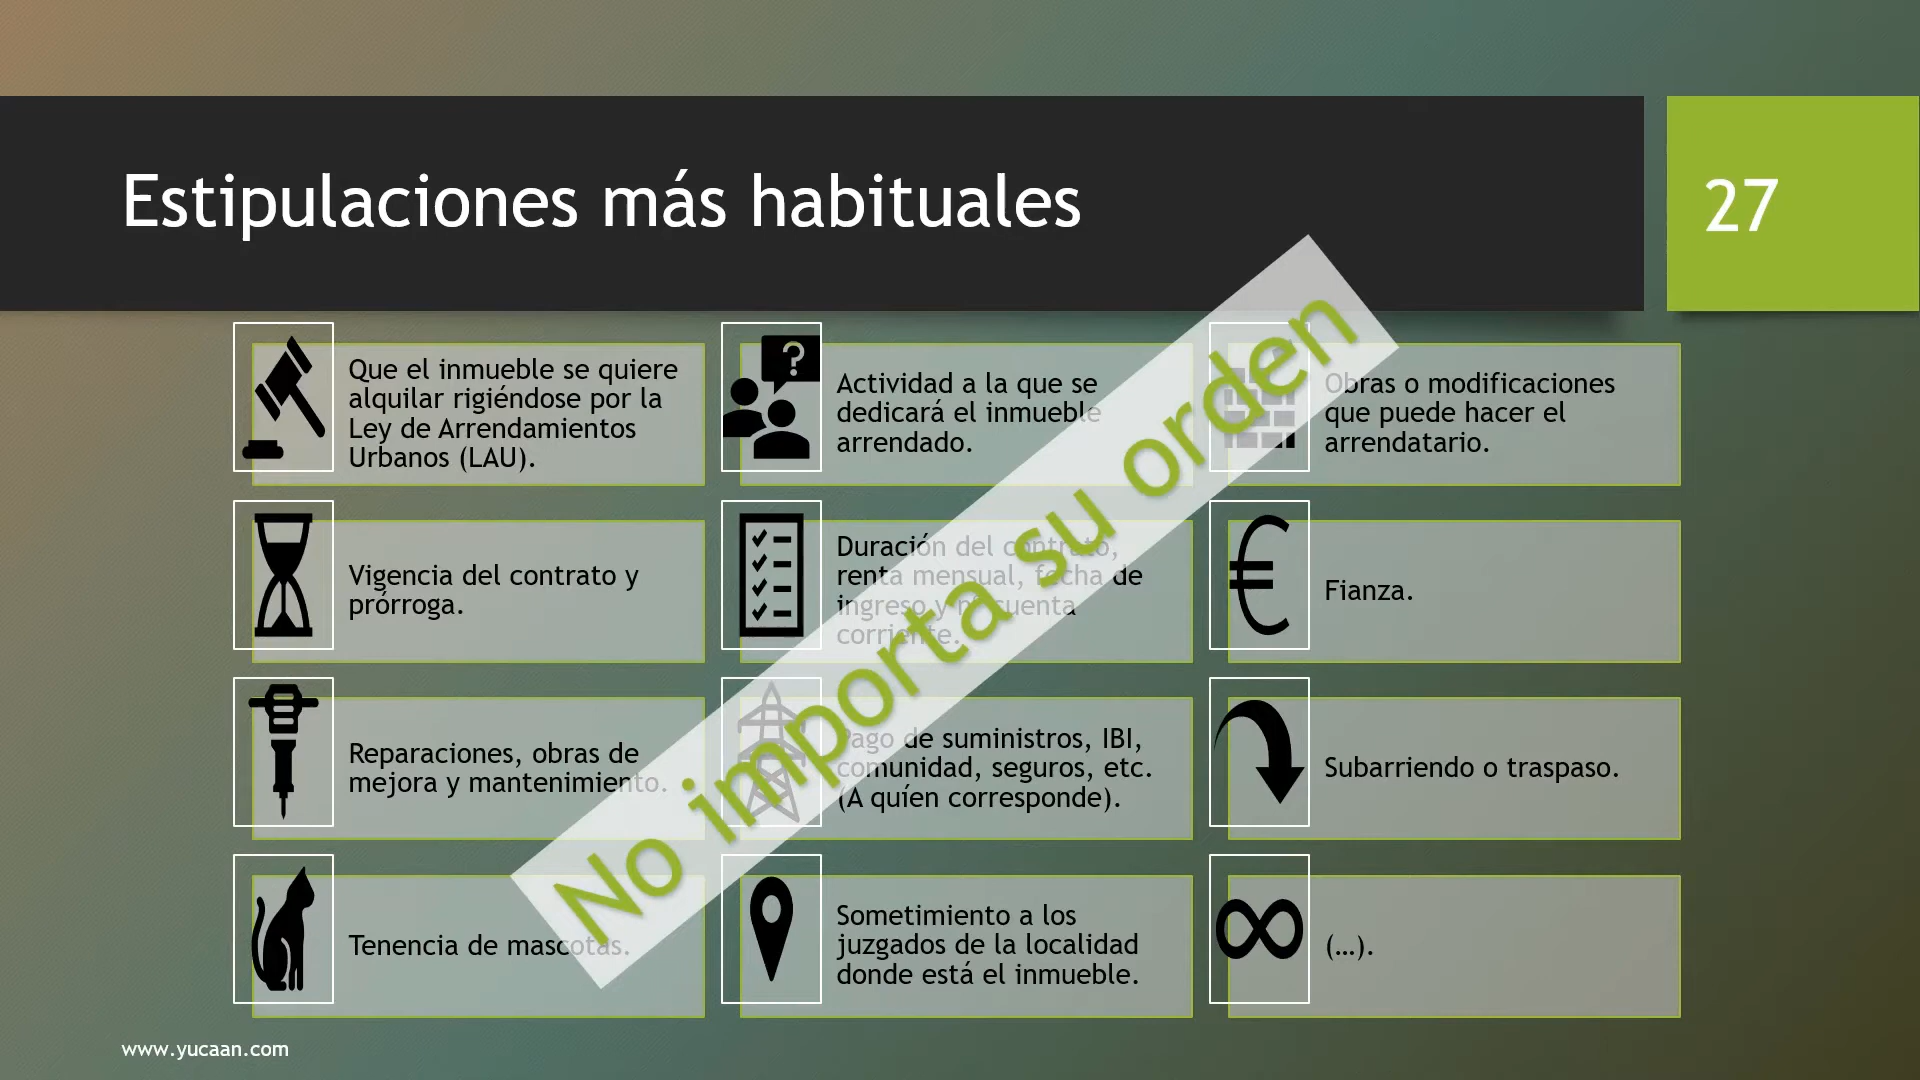 Estipulaciones más habituales
27
Que el inmueble se quiere
alquilar rigiéndose por la
Ley de Arrendamientos
Urbanos (LAU).
Actividad a la que se
dedicará el inmueble
arrendado.
Obras o modificaciones
que puede hacer el
arrendatario.
Vigencia del contrato y
prórroga.
Duración del contrato,
renta mensual, fecha de
ingreso y nº cuenta
corriente.
Fianza.
Reparaciones, obras de
mejora y mantenimiento.
Pago de suministros, IBI,
comunidad, seguros, etc.
(A quíen corresponde).
Subarriendo o traspaso.
Tenencia de mascotas.
Sometimiento a los
juzgados de la localidad
donde está el inmueble.
(…).
No importa su orden
www.yucaan.com